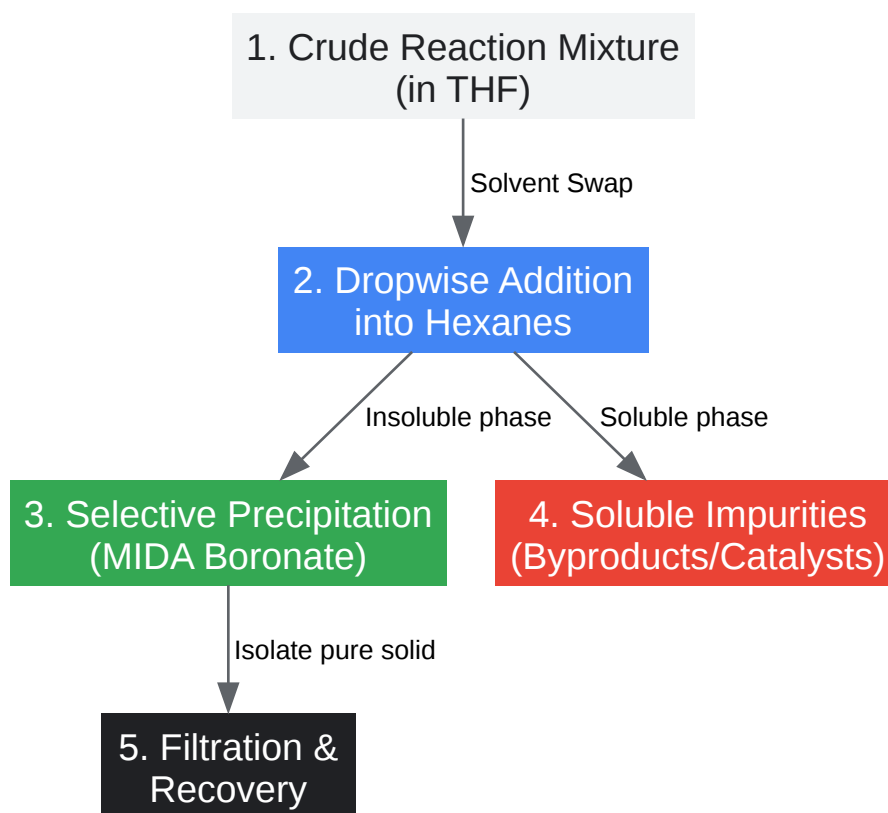 1. Crude Reaction Mixture
(in THF)
Solvent Swap
2. Dropwise Addition
into Hexanes
Insoluble phase
Soluble phase
3. Selective Precipitation
(MIDA Boronate)
4. Soluble Impurities
(Byproducts/Catalysts)
Isolate pure solid
5. Filtration &
Recovery